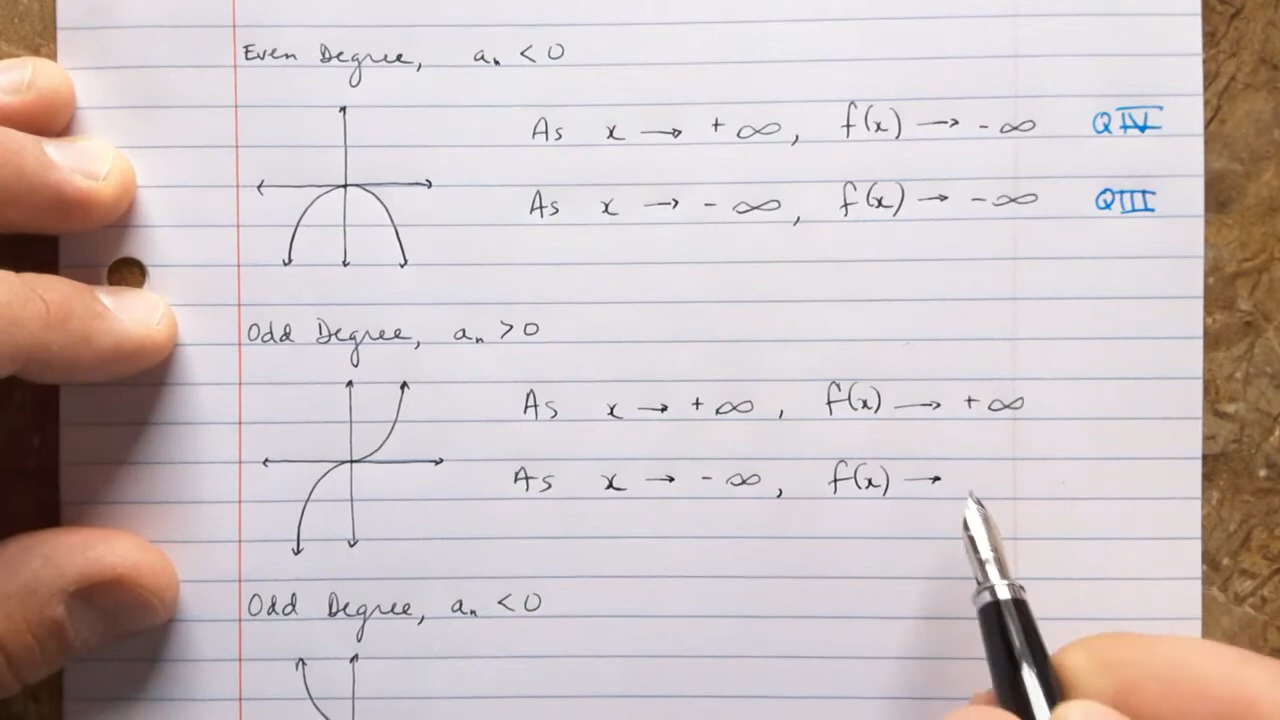 Even Degree, aₙ < 0
As x → + ∞, f(x) → - ∞ QIV
As x → - ∞, f(x) → - ∞ QIII
Odd Degree, aₙ > 0
As x → + ∞, f(x) → + ∞
As x → - ∞, f(x) →
Odd Degree, aₙ < 0